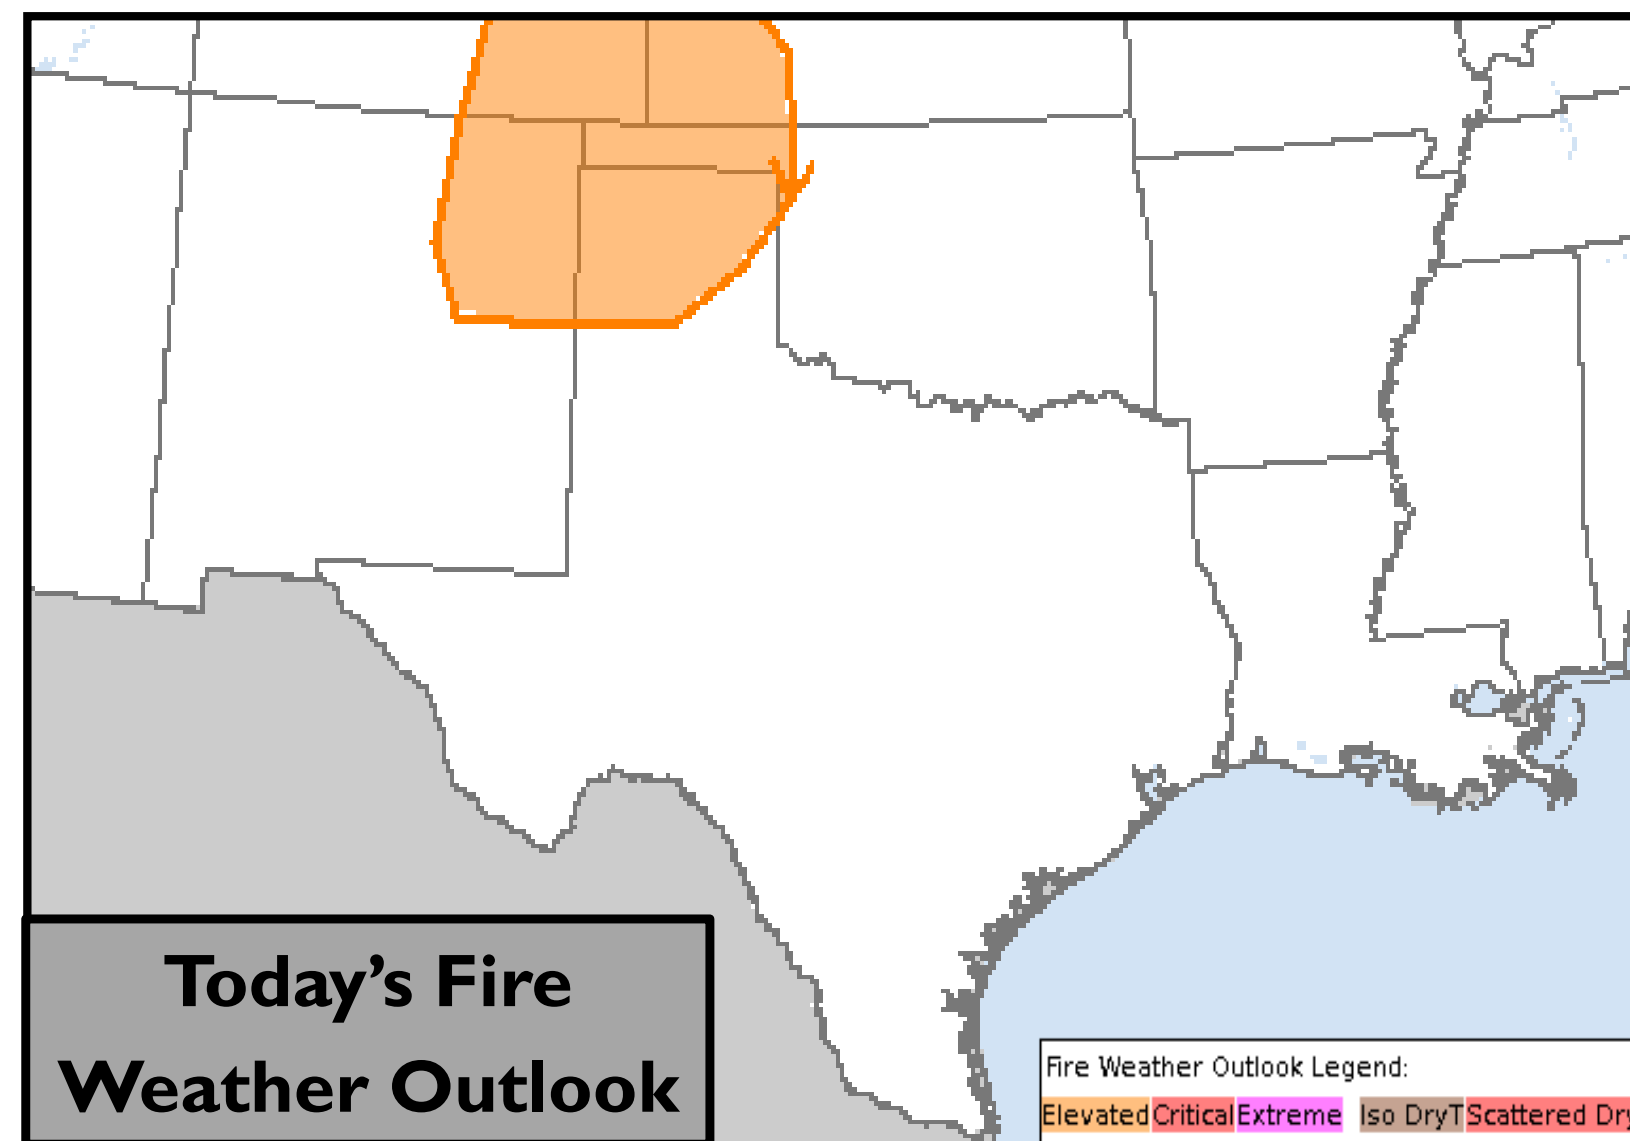 Today's Fire
Weather Outlook
Fire Weather Outlook Legend:
Elevated Critical Extreme Iso DryT Scattered Dry